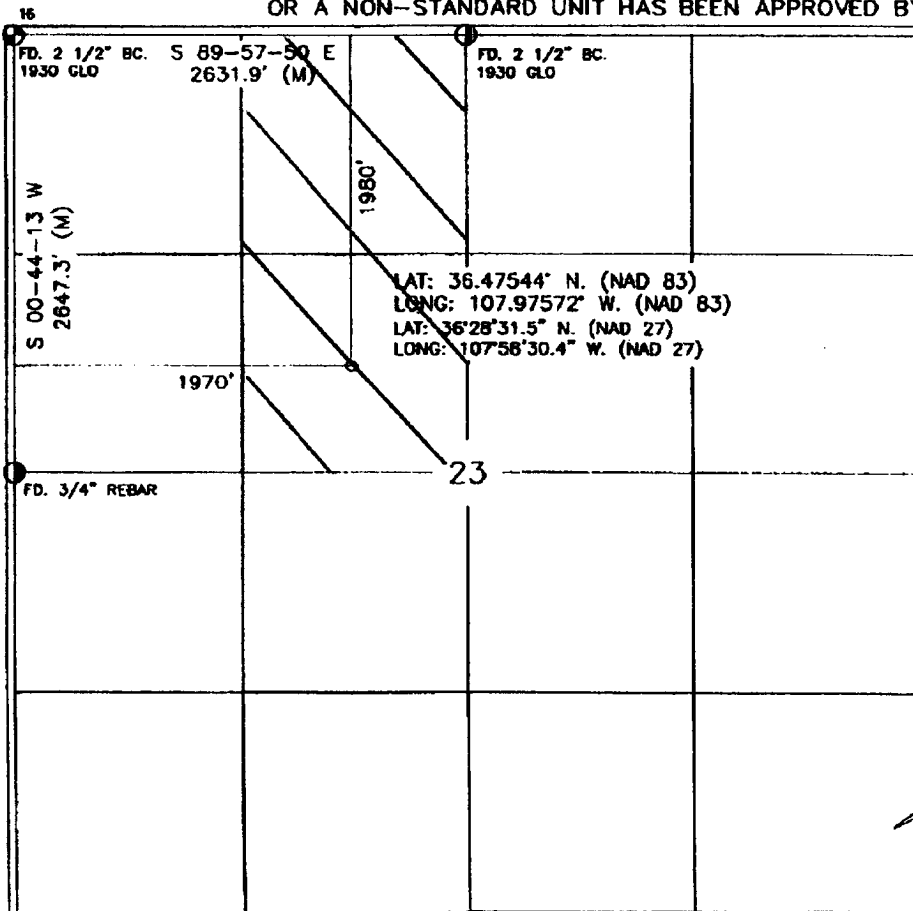 OR A NON-STANDARD UNIT HAS BEEN APPROVED BY
16
FD. 2 1/2" BC.
1930 GLO
S 89-57-50 E
2631.9' (M)
FD. 2 1/2" BC.
1930 GLO
S 00-44-13 W
2647.3' (M)
1980'
LAT: 36.47544° N. (NAD 83)
LONG: 107.97572° W. (NAD 83)
LAT: 36°28'31.5" N. (NAD 27)
LONG: 107°58'30.4" W. (NAD 27)
1970'
23
FD. 3/4" REBAR